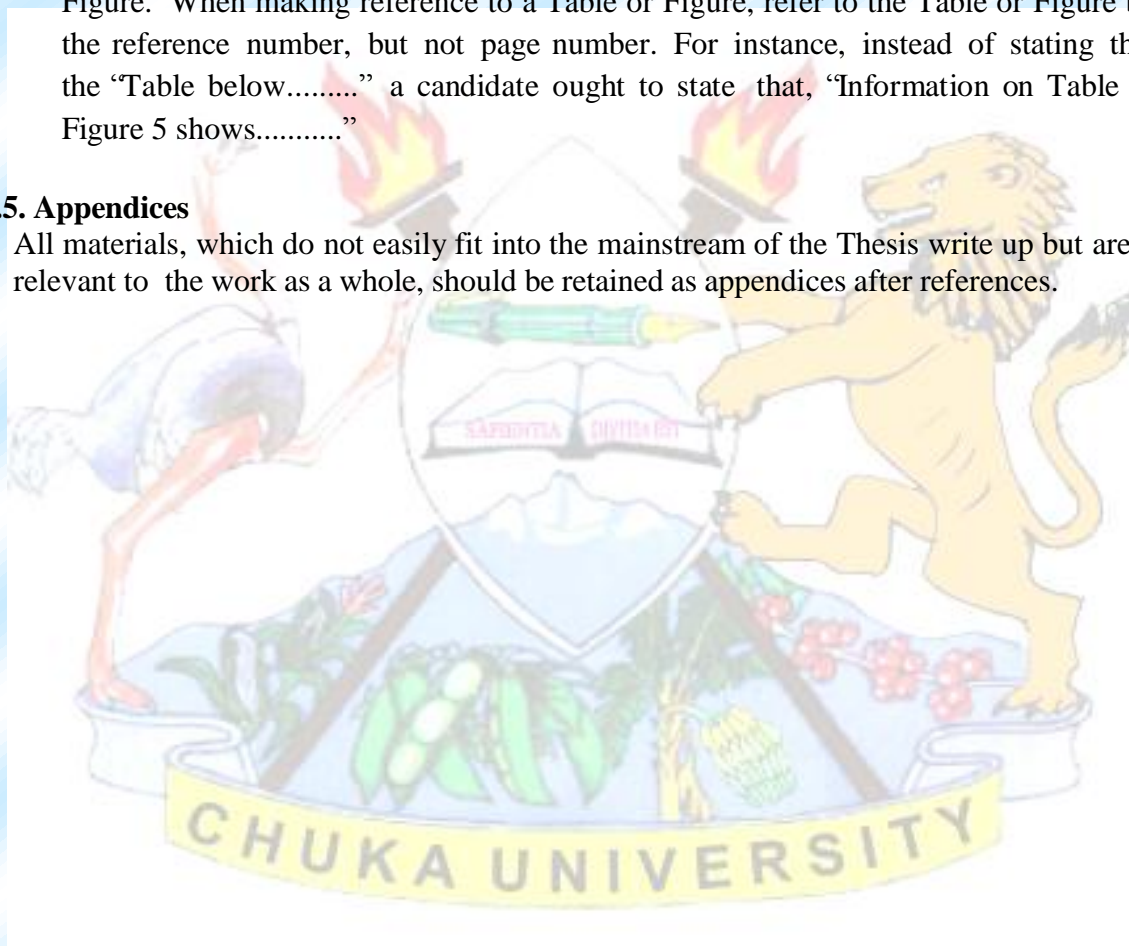 Figure. When making reference to a Table or Figure, refer to the Table or Figure
the reference number, but not page number. For instance, instead of stating
the “Table below.........” a candidate ought to state that, “Information on Table
Figure 5 shows...........”
5. Appendices
All materials, which do not easily fit into the mainstream of the Thesis write up but are
relevant to the work as a whole, should be retained as appendices after references.
SAPIENTIA DIVITIA EST
CHUKA UNIVERSITY